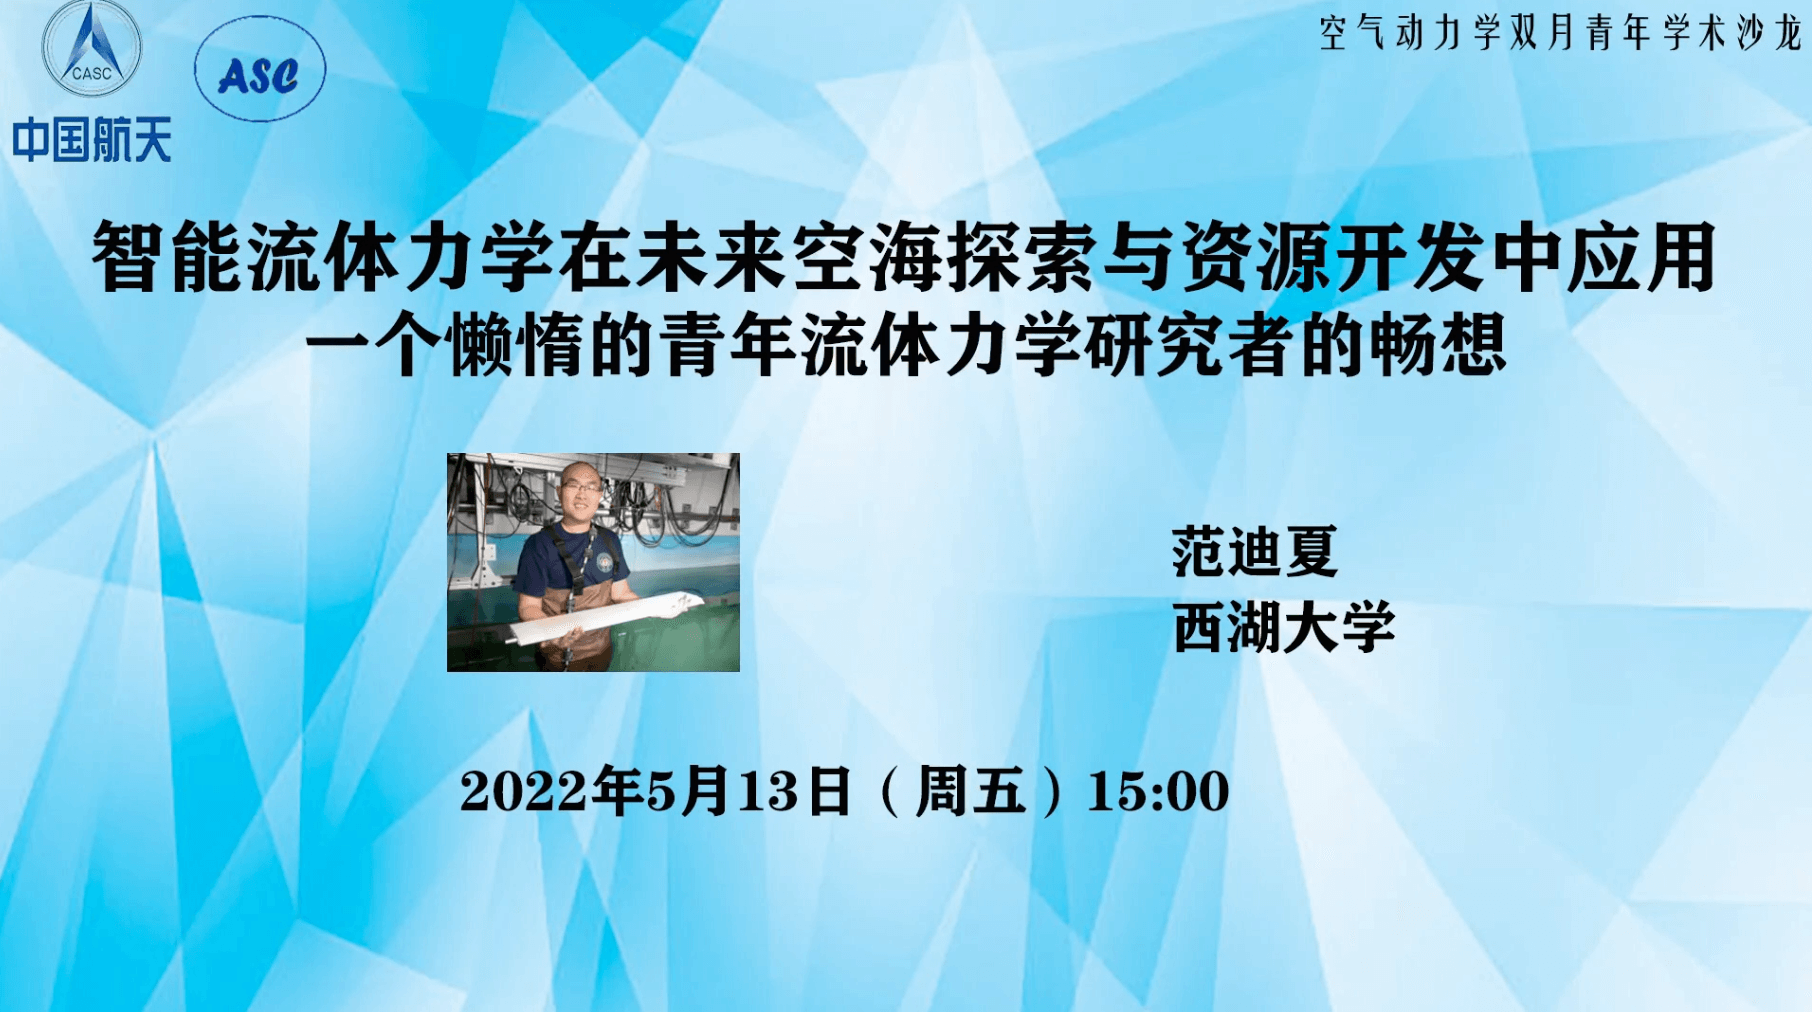 CASC
中国航天
ASC
空气动力学双月青年学术沙龙
智能流体力学在未来空海探索与资源开发中应用
一个懒惰的青年流体力学研究者的畅想
范迪夏
西湖大学
2022年5月13日（周五）15:00